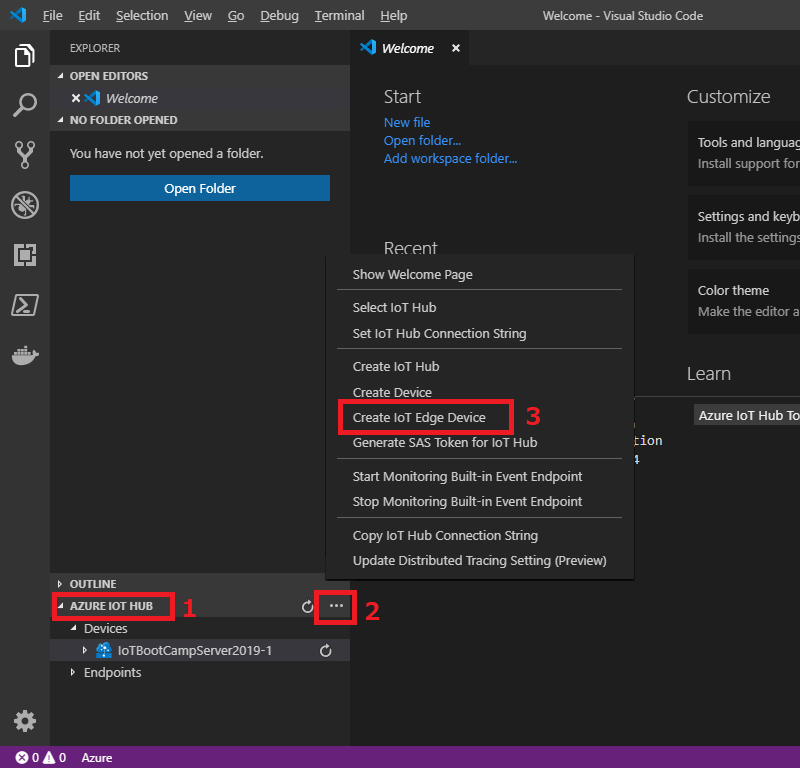 File Edit Selection View Go Debug Terminal Help
Welcome - Visual Studio Code
EXPLORER
OPEN EDITORS
Welcome
NO FOLDER OPENED
You have not yet opened a folder.
Open Folder
OUTLINE
AZURE IOT HUB
1
2
Devices
IoTBootCampServer2019-1
Endpoints
Welcome
Start
New file
Open folder...
Add workspace folder...
Recent
Show Welcome Page
Select IoT Hub
Set IoT Hub Connection String
Create IoT Hub
Create Device
Create IoT Edge Device
3
Generate SAS Token for IoT Hub
Start Monitoring Built-in Event Endpoint
Stop Monitoring Built-in Event Endpoint
Copy IoT Hub Connection String
Update Distributed Tracing Setting (Preview)
Customize
Tools and languag
Install support for
Settings and keyb
Install the settings
Color theme
Make the editor a
Learn
Azure IoT Hub To
tion
4
0 0 Azure